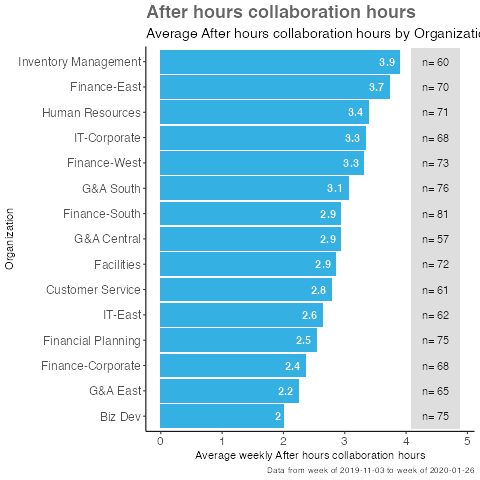 After hours collaboration hours
Average After hours collaboration hours by Organizati
Organization
Inventory Management 3.9 n= 60
Finance-East 3.7 n= 70
Human Resources 3.4 n= 71
IT-Corporate 3.3 n= 68
Finance-West 3.3 n= 73
G&A South 3.1 n= 76
Finance-South 2.9 n= 81
G&A Central 2.9 n= 57
Facilities 2.9 n= 72
Customer Service 2.8 n= 61
IT-East 2.6 n= 62
Financial Planning 2.5 n= 75
Finance-Corporate 2.4 n= 68
G&A East 2.2 n= 65
Biz Dev 2 n= 75
0 1 2 3 4 5
Average weekly After hours collaboration hours
Data from week of 2019-11-03 to week of 2020-01-26